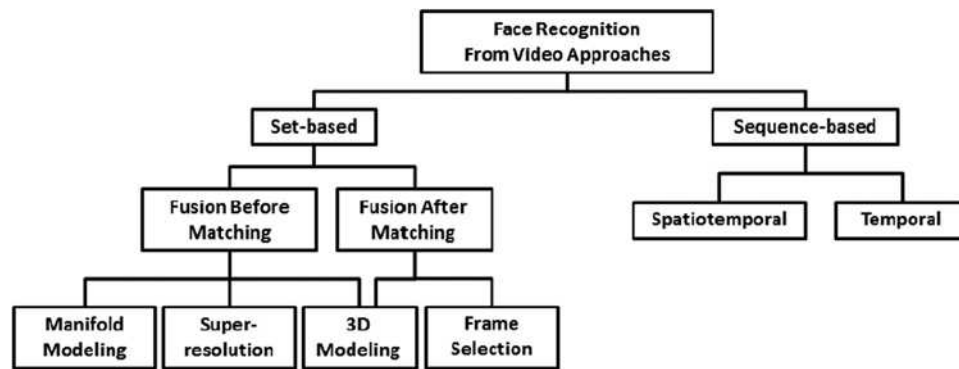 Face Recognition
From Video Approaches
Set-based
Sequence-based
Fusion Before
Matching
Fusion After
Matching
Spatiotemporal
Temporal
Manifold
Modeling
Super-
resolution
3D
Modeling
Frame
Selection